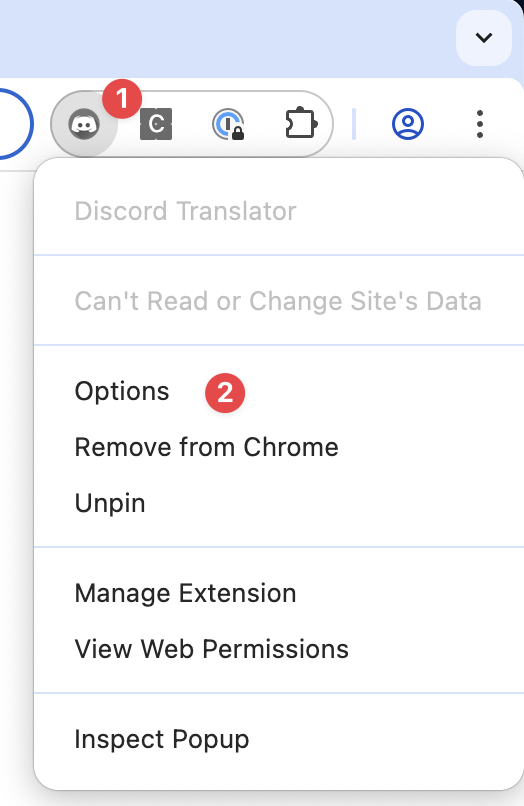 1
C
Discord Translator
Can't Read or Change Site's Data
Options
2
Remove from Chrome
Unpin
Manage Extension
View Web Permissions
Inspect Popup